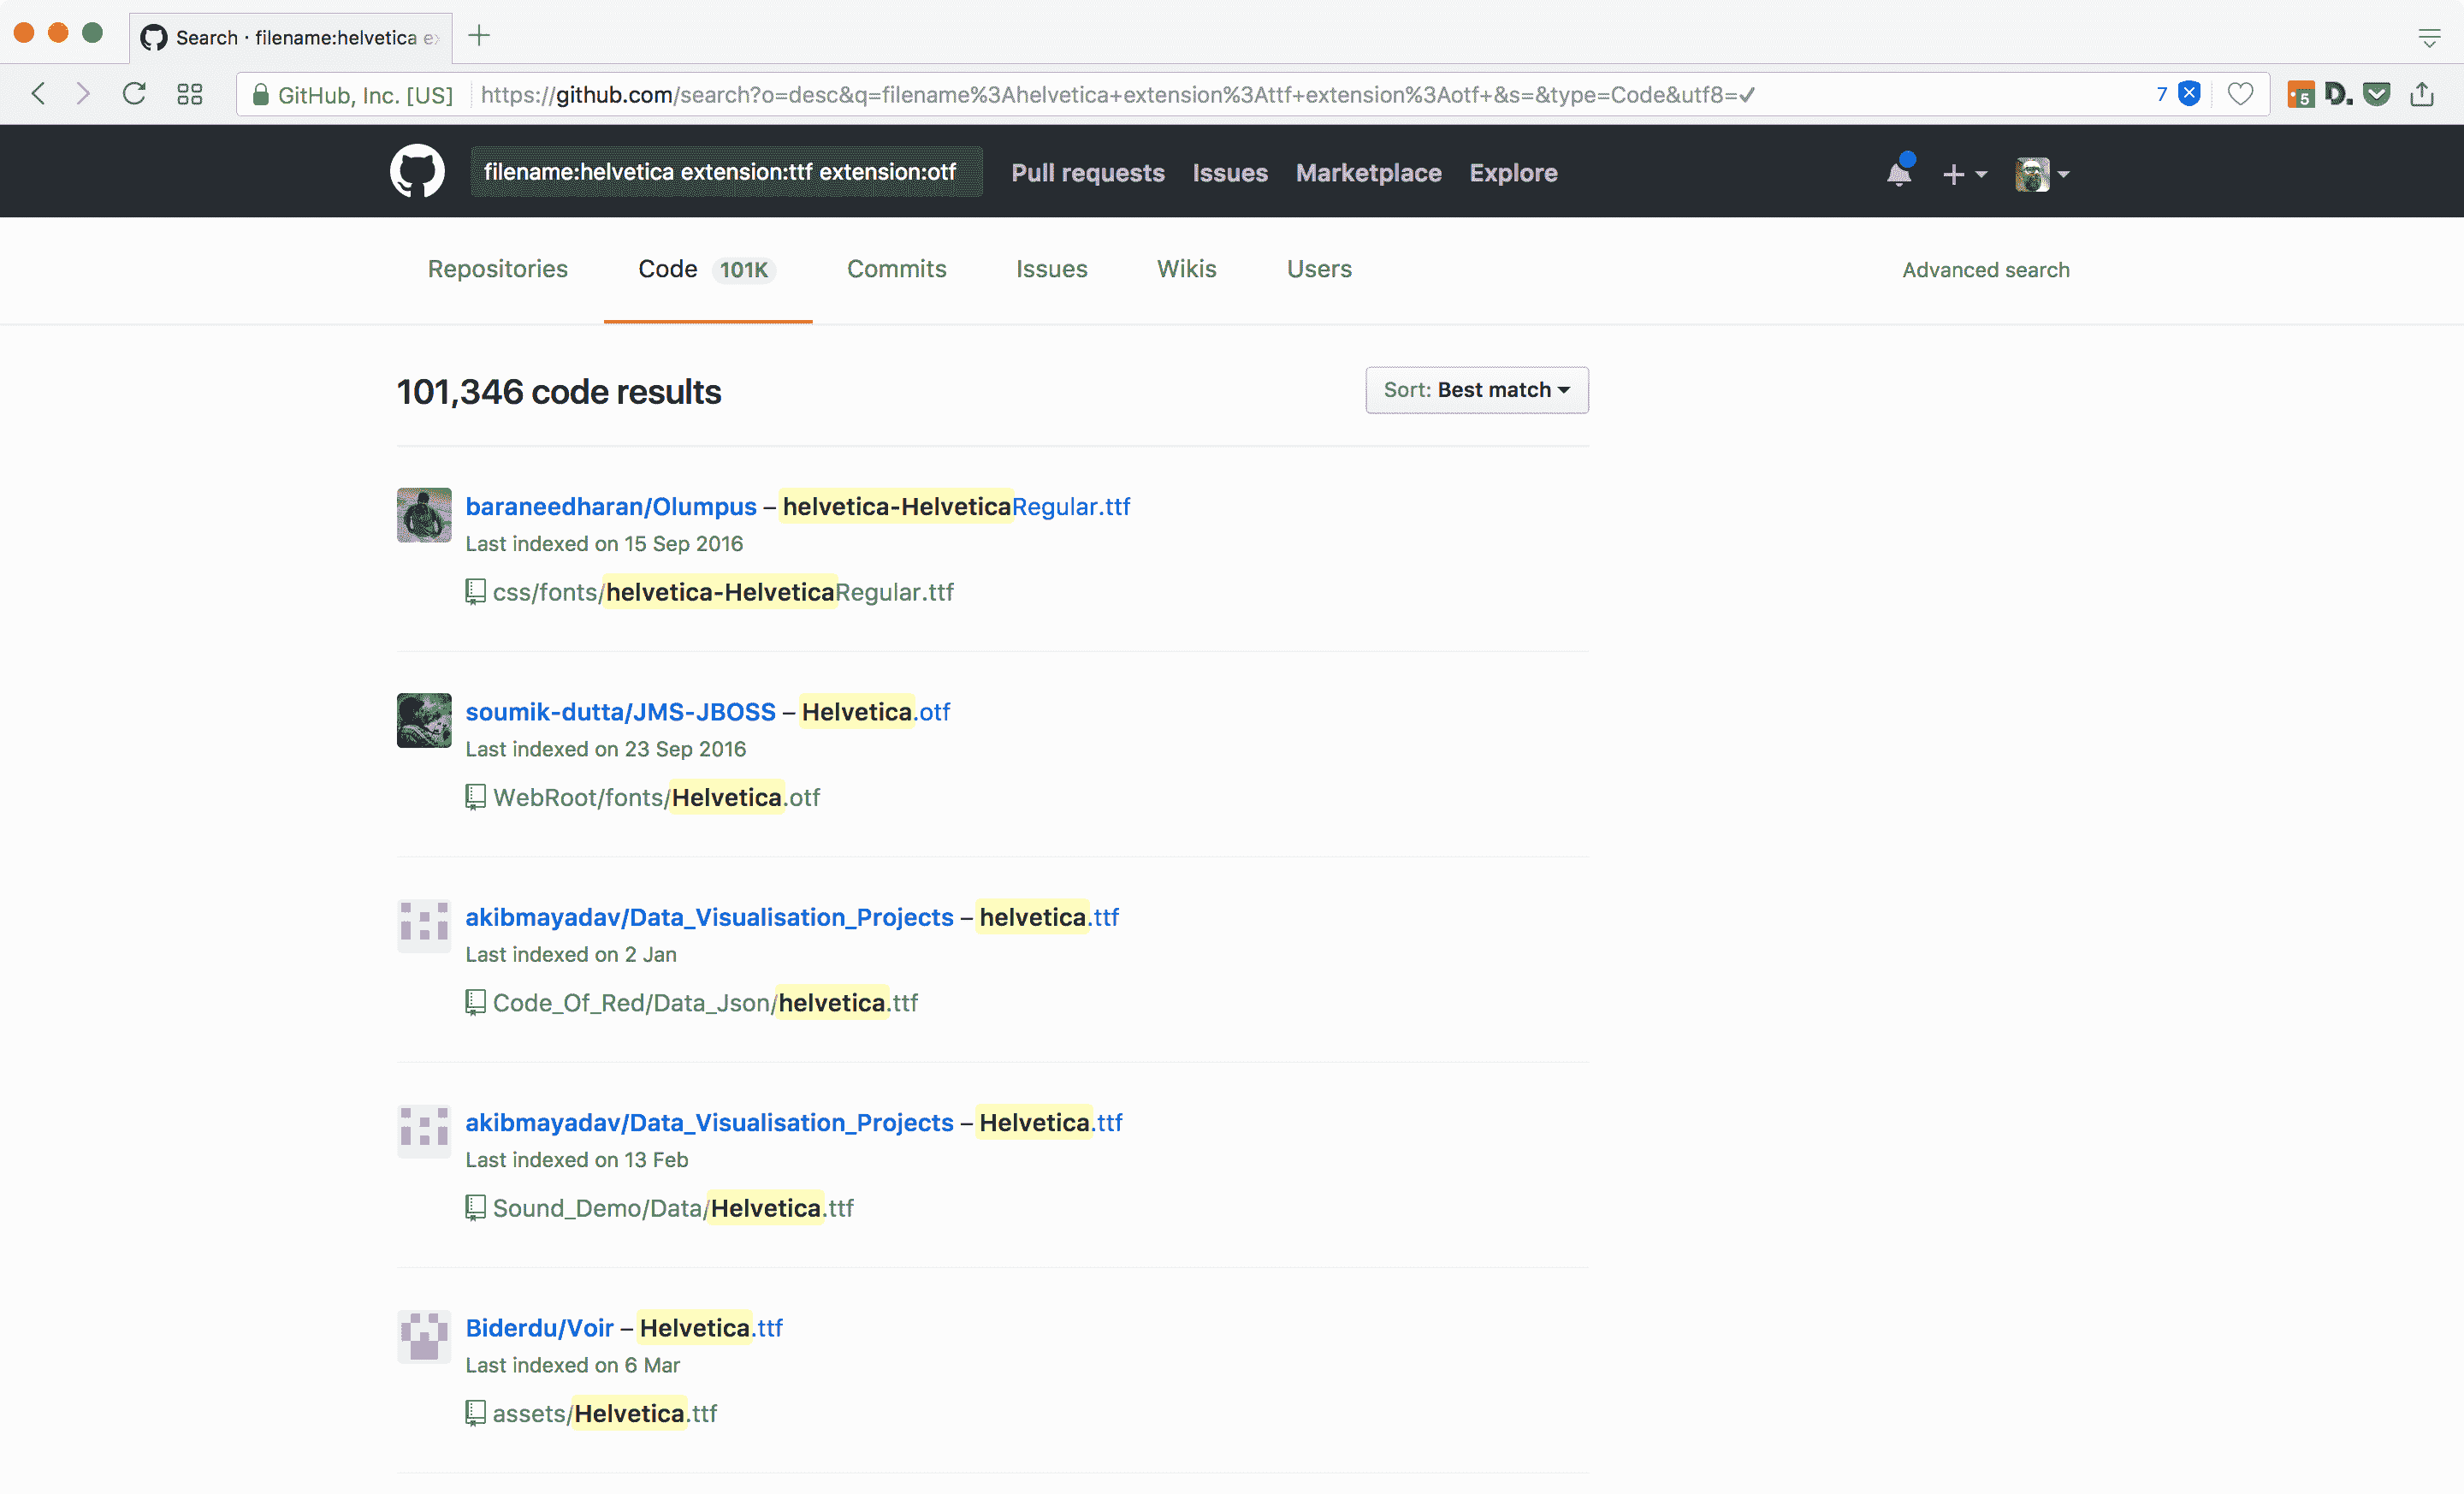 Search · filename:helvetica
GitHub, Inc. [US] https://github.com/search?o=desc&q=filename%3Ahelvetica+extension%3Attf+extension%3Aotf+&s=&type=Code&utf8=✓ 7 5 D.
filename:helvetica extension:ttf extension:otf Pull requests Issues Marketplace Explore
Repositories Code 101K Commits Issues Wikis Users Advanced search
101,346 code results Sort: Best match
baraneedharan/Olumpus – helvetica-HelveticaRegular.ttf
Last indexed on 15 Sep 2016
css/fonts/helvetica-HelveticaRegular.ttf
soumik-dutta/JMS-JBOSS – Helvetica.otf
Last indexed on 23 Sep 2016
WebRoot/fonts/Helvetica.otf
akibmayadav/Data_Visualisation_Projects – helvetica.ttf
Last indexed on 2 Jan
Code_Of_Red/Data_Json/helvetica.ttf
akibmayadav/Data_Visualisation_Projects – Helvetica.ttf
Last indexed on 13 Feb
Sound_Demo/Data/Helvetica.ttf
Biderdu/Voir – Helvetica.ttf
Last indexed on 6 Mar
assets/Helvetica.ttf